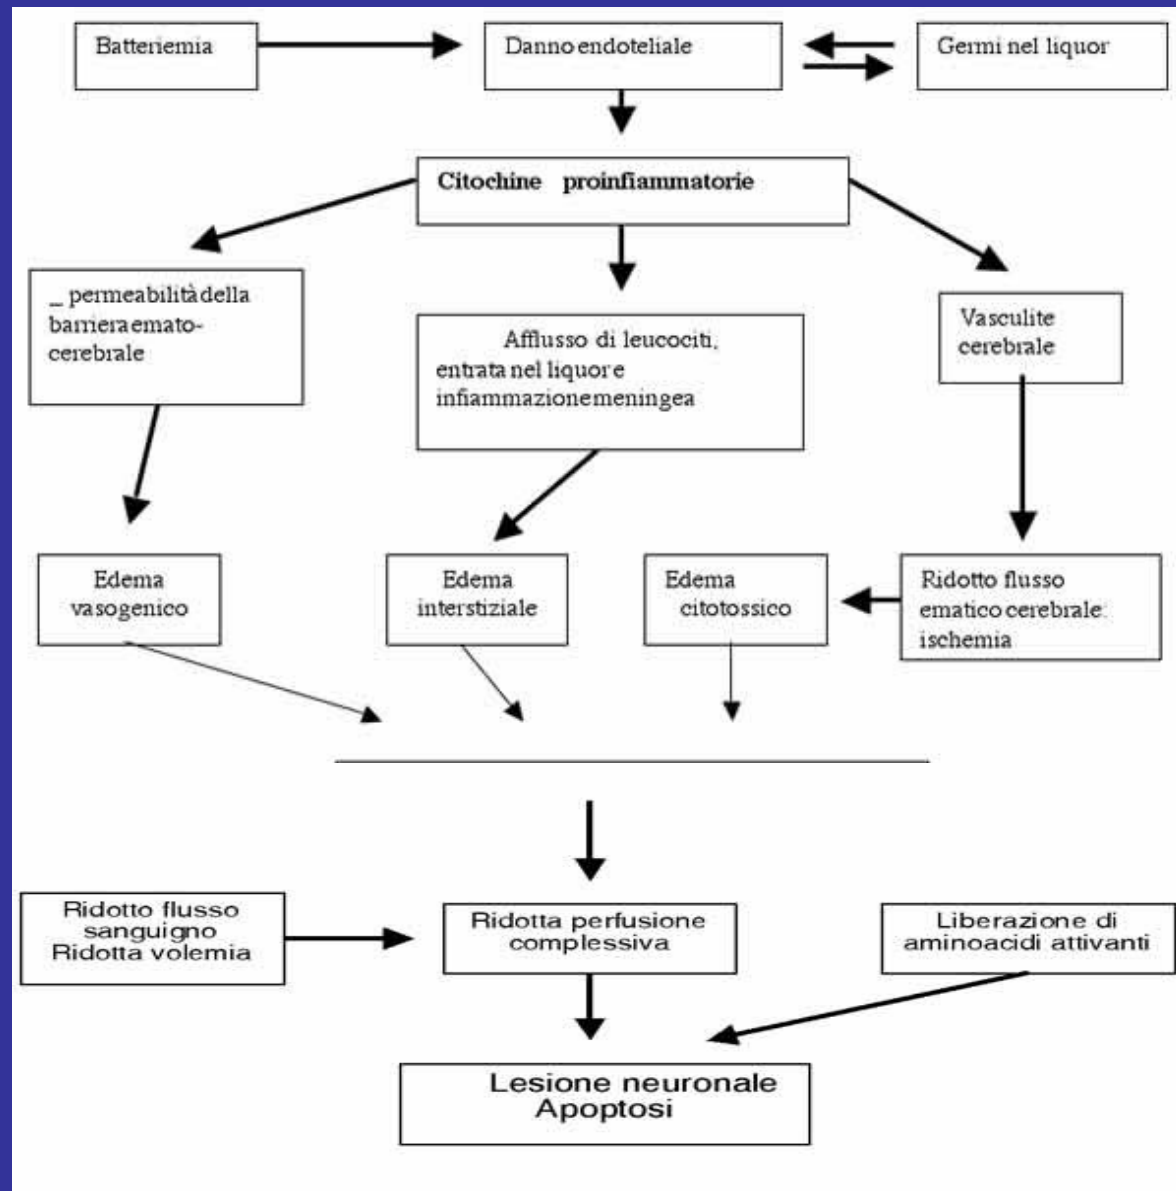 Batteriemia
Danno endoteliale
Germi nel liquor
Citochine proinfiammatorie
_ permeabilità della
barriera emato-
cerebrale
Afflusso di leucociti,
entrata nel liquor e
infiammazione meningea
Vasculite
cerebrale
Edema
vasogenico
Edema
interstiziale
Edema
citotossico
Ridotto flusso
ematico cerebrale:
ischemia
Ridotto flusso
sanguigno
Ridotta volemia
Ridotta perfusione
complessiva
Liberazione di
aminoacidi attivanti
Lesione neuronale
Apoptosi